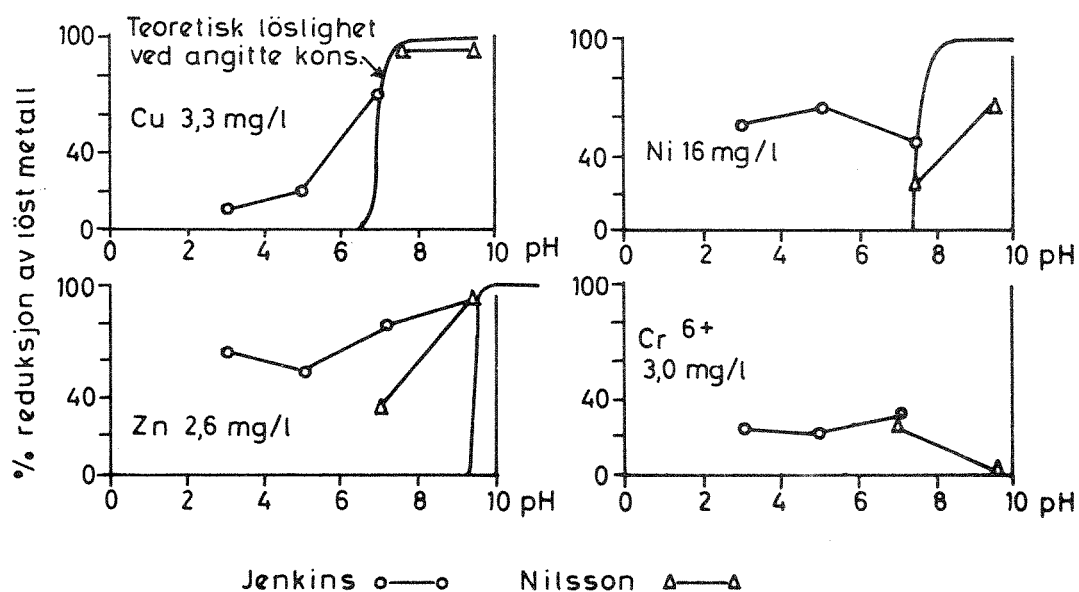 % reduksjon av löst metall
100
40
0
Teoretisk löslighet
ved angitte kons.
Cu 3,3 mg/l
0 2 4 6 8 10 pH
100
40
0
Ni 16 mg/l
0 2 4 6 8 10 pH
100
40
0
Zn 2,6 mg/l
0 2 4 6 8 10 pH
100
40
0
Cr 6+
3,0 mg/l
0 2 4 6 8 10 pH
Jenkins Nilsson